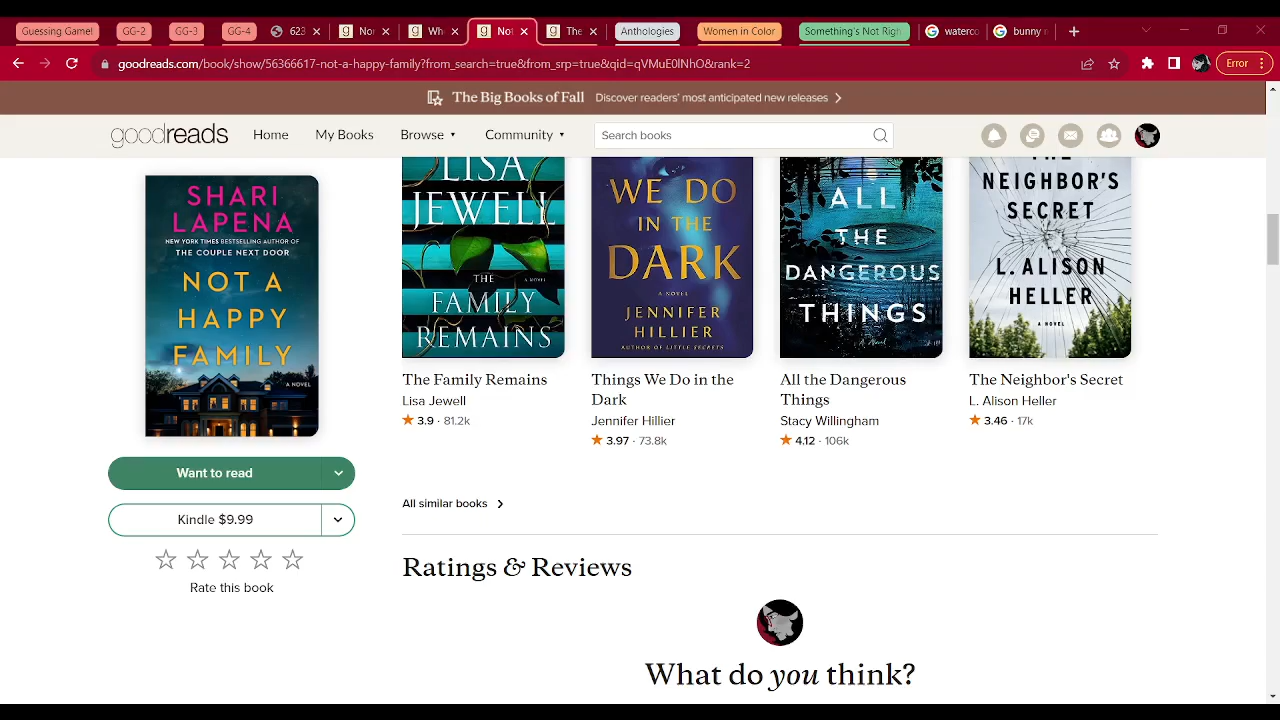 Guessing Game!
GG-2
GG-3
GG-4
623
Nor
Whe
Not
The
Anthologies
Women in Color
Something's Not Righ
waterco
bunny
goodreads.com/book/show/56366617-not-a-happy-family?from_search=true&from_srp=true&qid=qVMuE0lNhO&rank=2
Error
The Big Books of Fall Discover readers' most anticipated new releases
goodreads
Home
My Books
Browse
Community
Search books
SHARI
LAPENA
NEW YORK TIMES BESTSELLING AUTHOR OF
THE COUPLE NEXT DOOR
NOT A
HAPPY
FAMILY
A NOVEL
Want to read
Kindle $9.99
Rate this book
LISA
JEWELL
THE
A NOVEL
FAMILY
REMAINS
The Family Remains
Lisa Jewell
3.9 · 81.2k
WE DO
IN THE
DARK
A NOVEL
JENNIFER
HILLIER
AUTHOR OF LITTLE SECRETS
Things We Do in the
Dark
Jennifer Hillier
3.97 · 73.8k
ALL
THE
DANGEROUS
THINGS
A Novel
All the Dangerous
Things
Stacy Willingham
4.12 · 106k
THE
NEIGHBOR'S
SECRET
L. ALISON
HELLER
A NOVEL
The Neighbor's Secret
L. Alison Heller
3.46 · 17k
All similar books
Ratings & Reviews
What do you think?